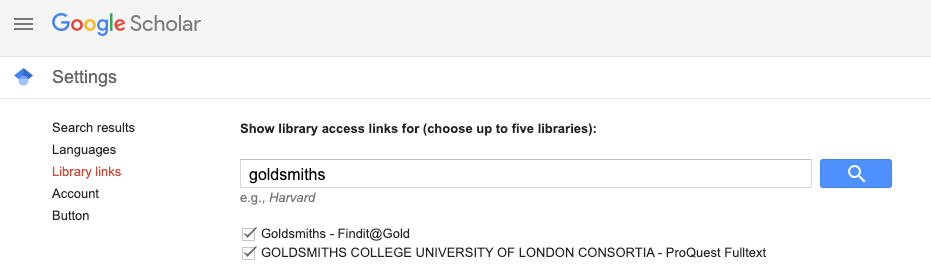 Google Scholar
Settings
Search results
Languages
Library links
Account
Button
Show library access links for (choose up to five libraries):
goldsmiths
e.g., Harvard
Goldsmiths - Findit@Gold
GOLDSMITHS COLLEGE UNIVERSITY OF LONDON CONSORTIA - ProQuest Fulltext